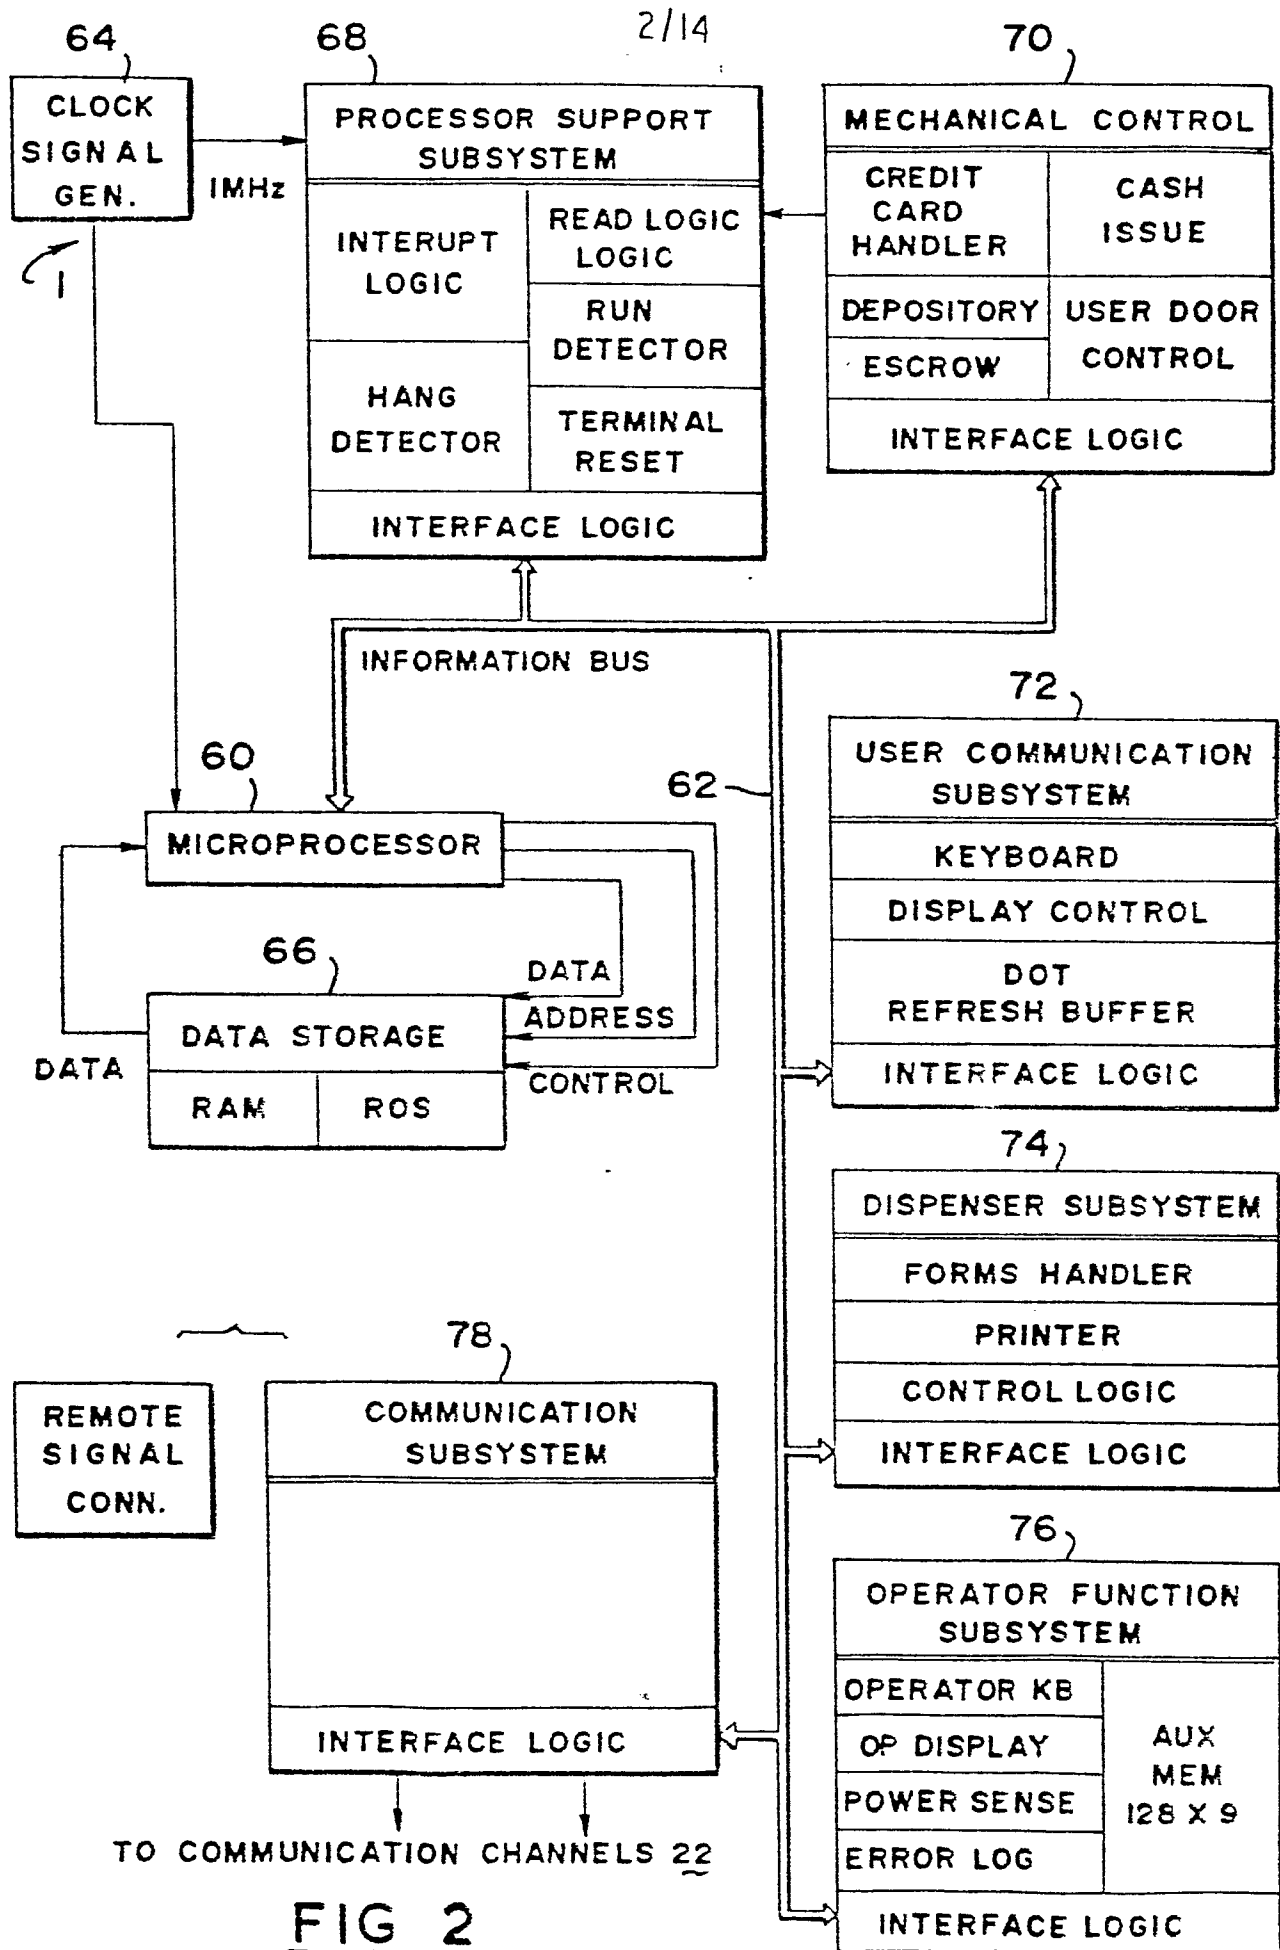 2/14
64
CLOCK
SIGNAL
GEN.
1MHz
1
68
PROCESSOR SUPPORT
SUBSYSTEM
INTERUPT
LOGIC
READ LOGIC
LOGIC
RUN
DETECTOR
HANG
DETECTOR
TERMINAL
RESET
INTERFACE LOGIC
70
MECHANICAL CONTROL
CREDIT
CARD
HANDLER
CASH
ISSUE
DEPOSITORY
ESCROW
USER DOOR
CONTROL
INTERFACE LOGIC
INFORMATION BUS
62
60
MICROPROCESSOR
66
DATA STORAGE
RAM
ROS
DATA
DATA
ADDRESS
CONTROL
72
USER COMMUNICATION
SUBSYSTEM
KEYBOARD
DISPLAY CONTROL
DOT
REFRESH BUFFER
INTERFACE LOGIC
74
DISPENSER SUBSYSTEM
FORMS HANDLER
PRINTER
CONTROL LOGIC
INTERFACE LOGIC
REMOTE
SIGNAL
CONN.
78
COMMUNICATION
SUBSYSTEM
INTERFACE LOGIC
TO COMMUNICATION CHANNELS 22
76
OPERATOR FUNCTION
SUBSYSTEM
OPERATOR KB
OP DISPLAY
POWER SENSE
ERROR LOG
AUX
MEM
128 X 9
INTERFACE LOGIC
FIG 2